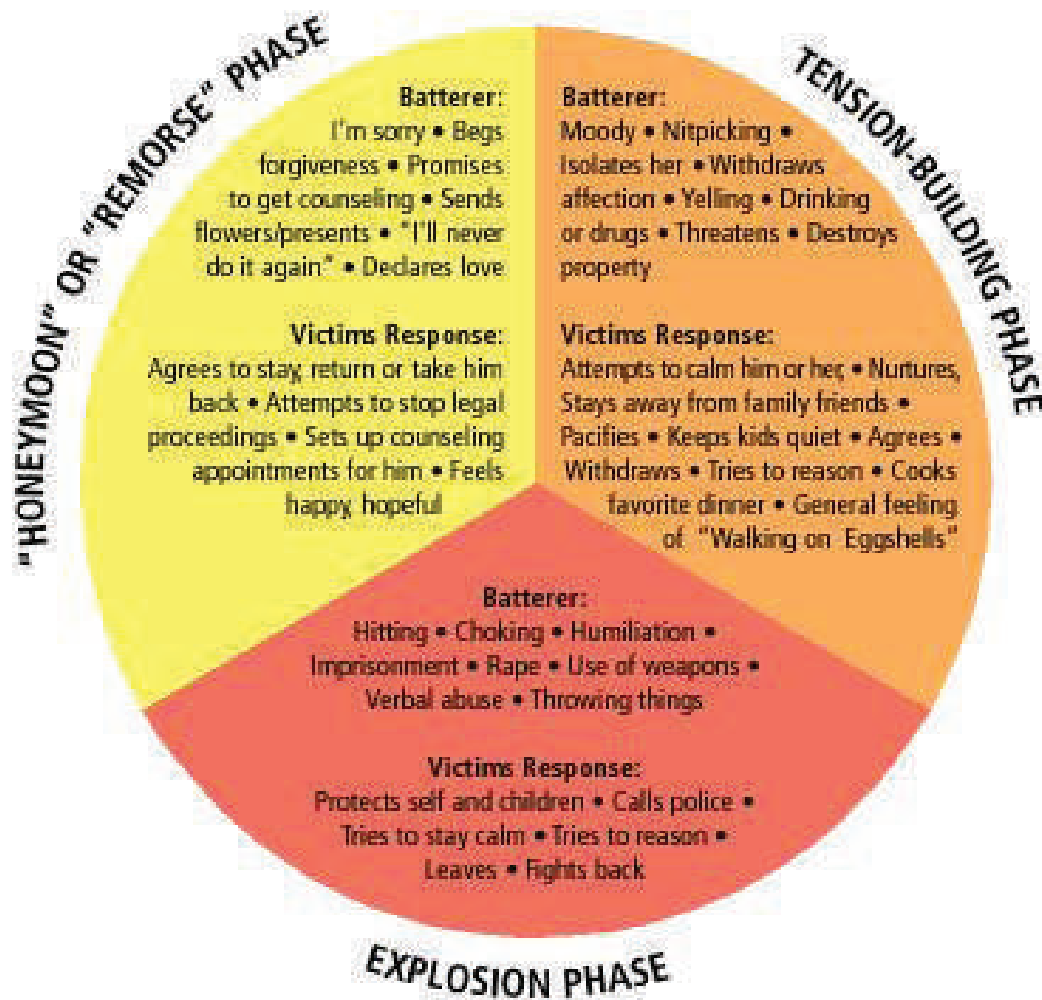 "HONEYMOON" OR "REMORSE" PHASE
Batterer:
I'm sorry • Begs
forgiveness • Promises
to get counseling • Sends
flowers/presents • "I'll never
do it again" • Declares love
Victims Response:
Agrees to stay, return or take him
back • Attempts to stop legal
proceedings • Sets up counseling
appointments for him • Feels
happy, hopeful
TENSION-BUILDING PHASE
Batterer:
Moody • Nitpicking •
Isolates her • Withdraws
affection • Yelling • Drinking
or drugs • Threatens • Destroys
property
Victims Response:
Attempts to calm him or her, • Nurtures,
Stays away from family friends •
Pacifies • Keeps kids quiet • Agrees •
Withdraws • Tries to reason • Cooks
favorite dinner • General feeling
of "Walking on Eggshells"
Batterer:
Hitting • Choking • Humiliation •
Imprisonment • Rape • Use of weapons •
Verbal abuse • Throwing things
Victims Response:
Protects self and children • Calls police •
Tries to stay calm • Tries to reason •
Leaves • Fights back
EXPLOSION PHASE